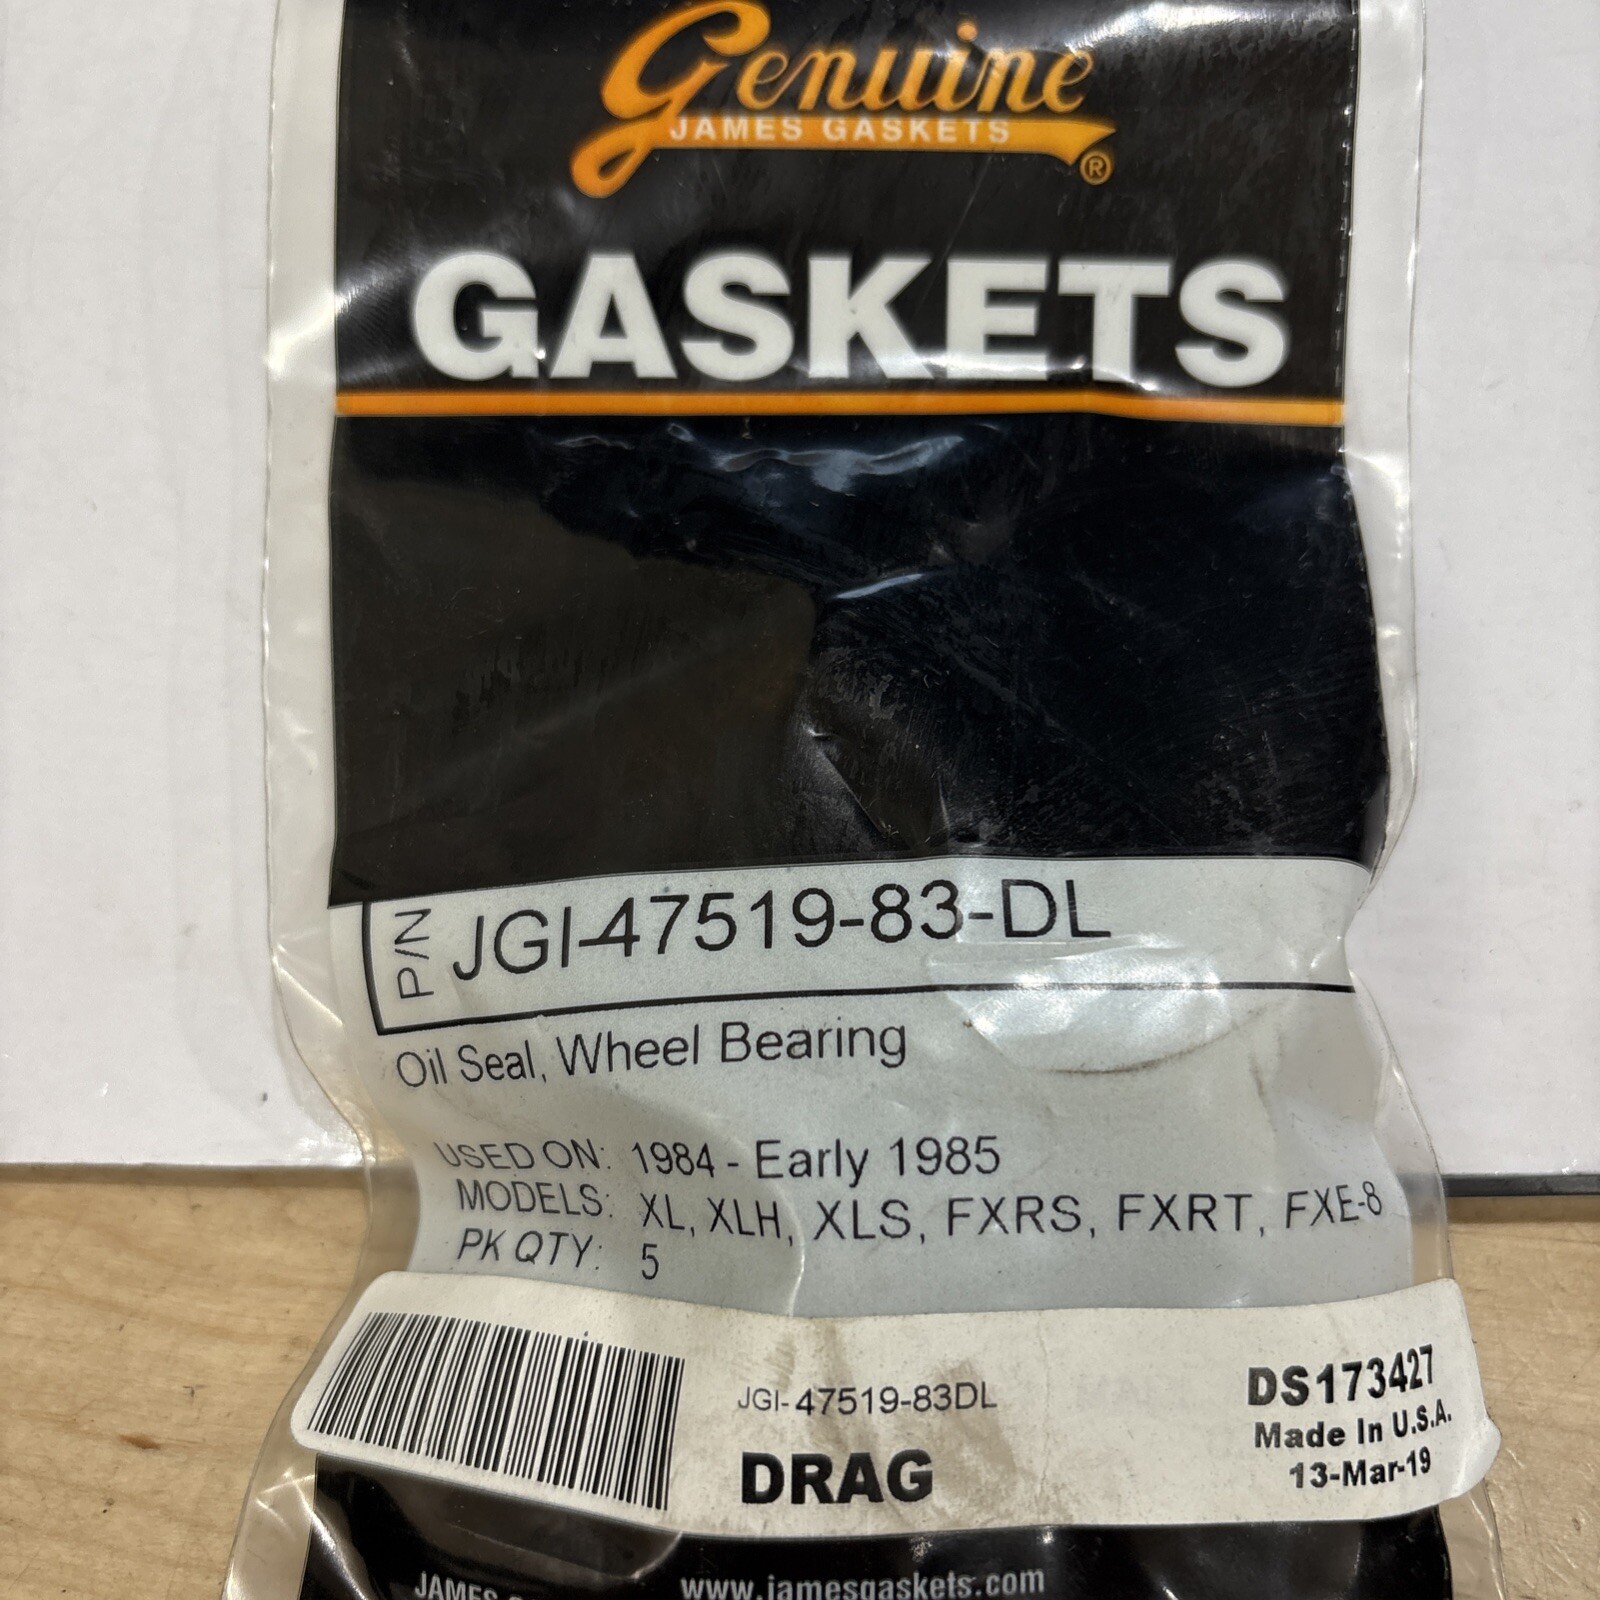 Genuine
JAMES GASKETS
®
GASKETS
P/N JGI-47519-83-DL
Oil Seal, Wheel Bearing
USED ON: 1984 - Early 1985
MODELS: XL, XLH, XLS, FXRS, FXRT, FXE-8
PK QTY: 5
JGI-47519-83DL
DRAG
DS173427
Made In U.S.A.
13-Mar-19
JAMES
www.jamesgaskets.com